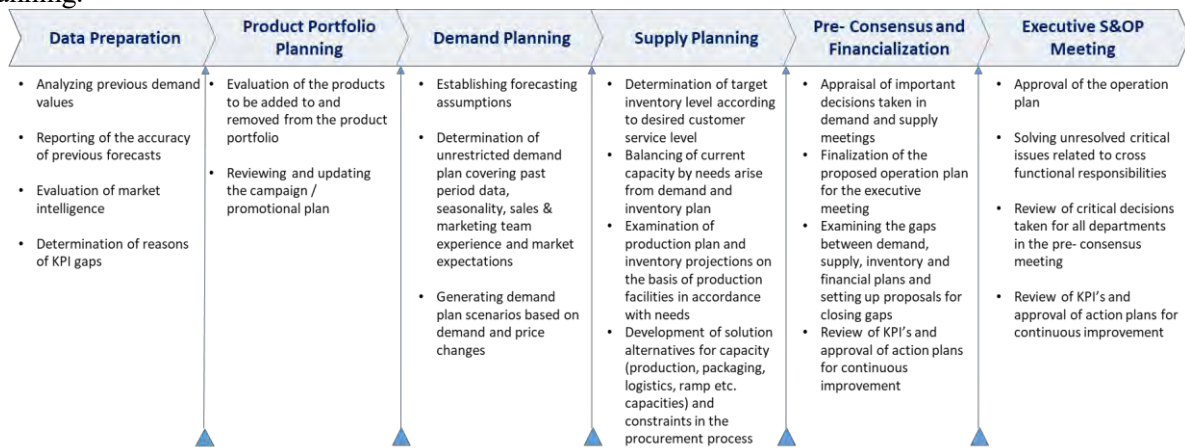 Data Preparation
Product Portfolio
Planning
Demand Planning
Supply Planning
Pre- Consensus and
Financialization
Executive S&OP
Meeting
• Analyzing previous demand
values
• Reporting of the accuracy
of previous forecasts
• Evaluation of market
intelligence
• Determination of reasons
of KPI gaps
• Evaluation of the products
to be added to and
removed from the product
portfolio
• Reviewing and updating
the campaign /
promotional plan
• Establishing forecasting
assumptions
• Determination of
unrestricted demand
plan covering past
period data,
seasonality, sales &
marketing team
experience and market
expectations
• Generating demand
plan scenarios based on
demand and price
changes
• Determination of target
inventory level according
to desired customer
service level
• Balancing of current
capacity by needs arise
from demand and
inventory plan
• Examination of
production plan and
inventory projections on
the basis of production
facilities in accordance
with needs
• Development of solution
alternatives for capacity
(production, packaging,
logistics, ramp etc.
capacities) and
constraints in the
procurement process
• Appraisal of important
decisions taken in
demand and supply
meetings
• Finalization of the
proposed operation plan
for the executive
meeting
• Examining the gaps
between demand,
supply, inventory and
financial plans and
setting up proposals for
closing gaps
• Review of KPI's and
approval of action plans
for continuous
improvement
• Approval of the operation
plan
• Solving unresolved critical
issues related to cross
functional responsibilities
• Review of critical decisions
taken for all departments
in the pre- consensus
meeting
• Review of KPI's and
approval of action plans for
continuous improvement